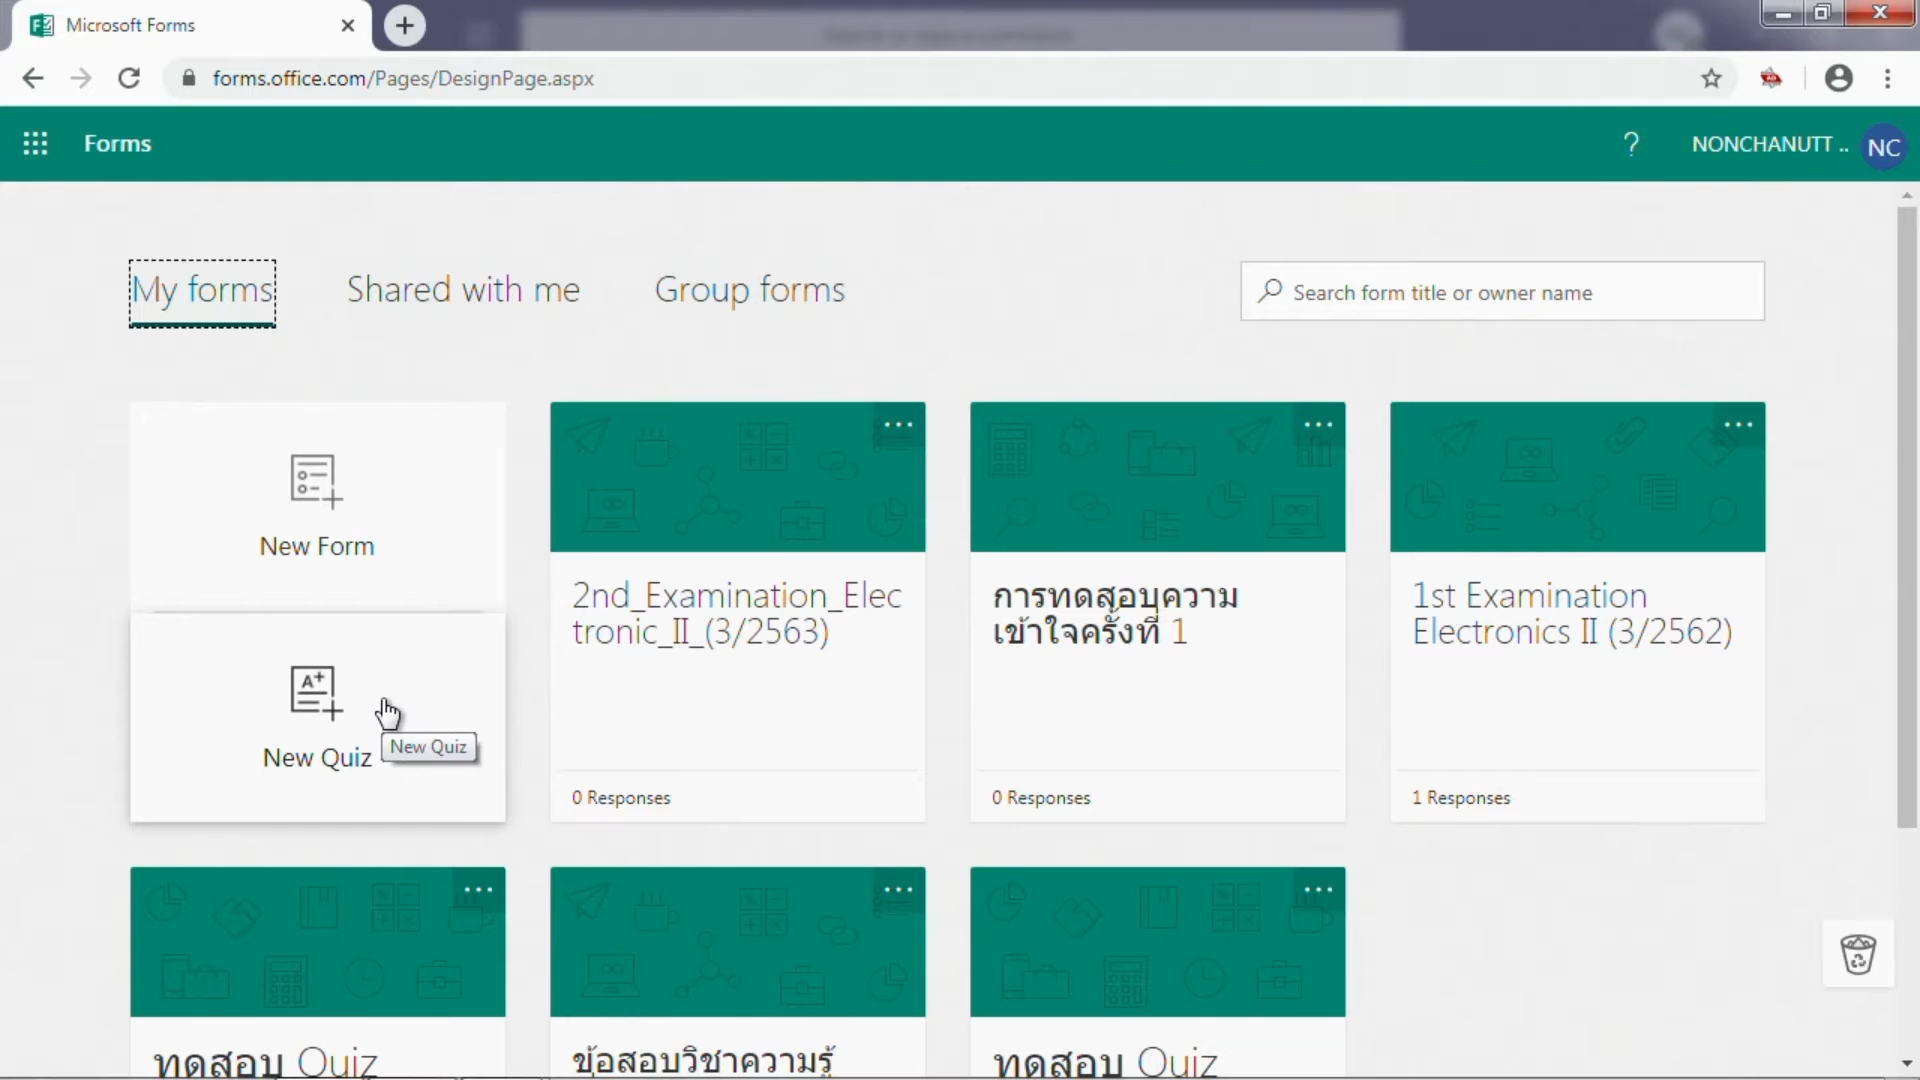 Microsoft Forms
forms.office.com/Pages/DesignPage.aspx
Forms
?
NONCHANUTT ..
NC
My forms
Shared with me
Group forms
Search form title or owner name
New Form
A+
New Quiz
New Quiz
2nd_Examination_Elec
tronic_II_(3/2563)
0 Responses
การทดสอบความ
เข้าใจครั้งที่ 1
0 Responses
1st Examination
Electronics II (3/2562)
1 Responses
ทดสอบ Quiz
ข้อสอบวิชาความรู้
ทดสอบ Quiz